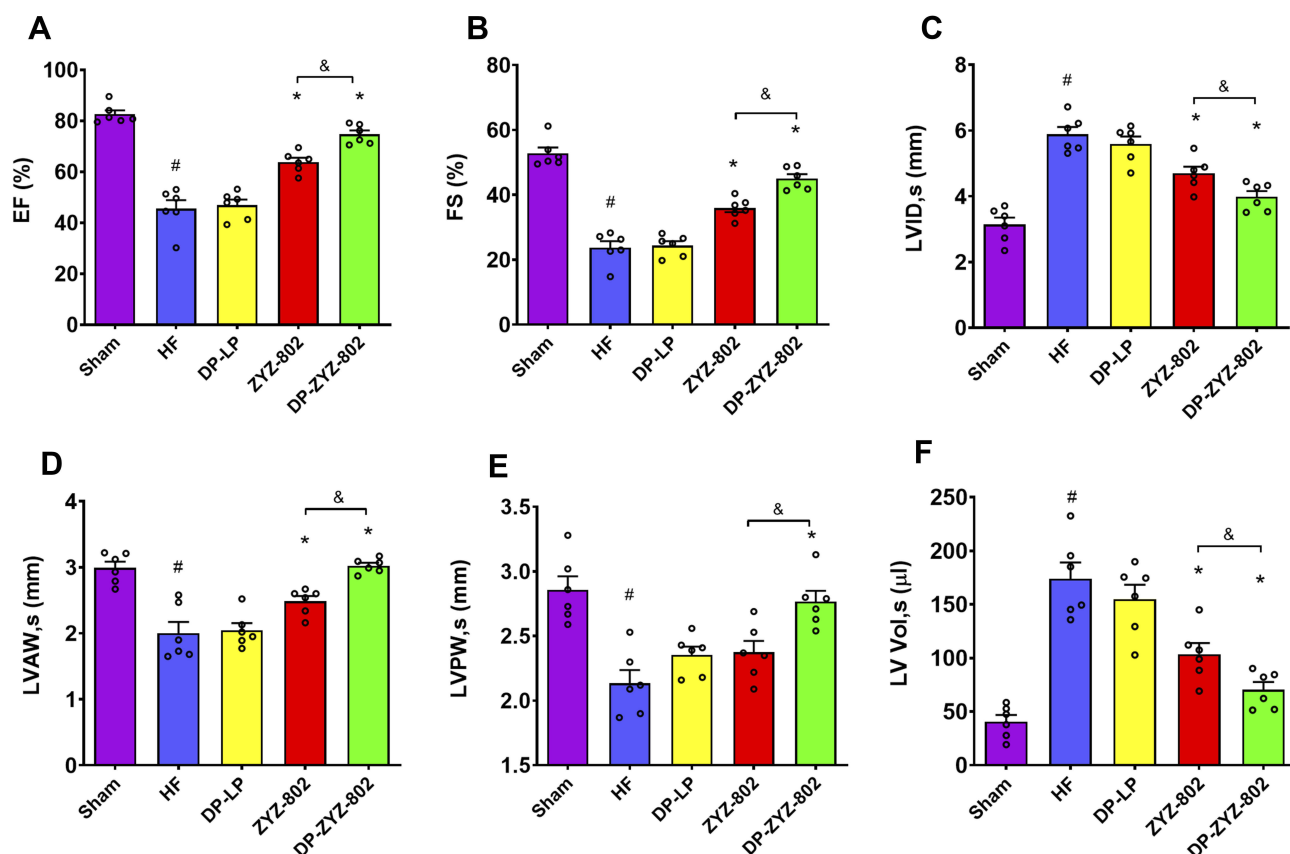 A
EF (%)
100
80
60
40
20
0
#
*
*
&
Sham
HF
DP-LP
ZYZ-802
DP-ZYZ-802
B
FS (%)
80
60
40
20
0
#
*
*
&
Sham
HF
DP-LP
ZYZ-802
DP-ZYZ-802
C
LVID,s (mm)
8
6
4
2
0
#
*
*
&
Sham
HF
DP-LP
ZYZ-802
DP-ZYZ-802
D
LVAW,s (mm)
4
3
2
1
0
#
*
*
&
Sham
HF
DP-LP
ZYZ-802
DP-ZYZ-802
E
LVPW,s (mm)
3.5
3.0
2.5
2.0
1.5
#
*
&
Sham
HF
DP-LP
ZYZ-802
DP-ZYZ-802
F
LV Vol,s (µl)
250
200
150
100
50
0
#
*
*
&
Sham
HF
DP-LP
ZYZ-802
DP-ZYZ-802